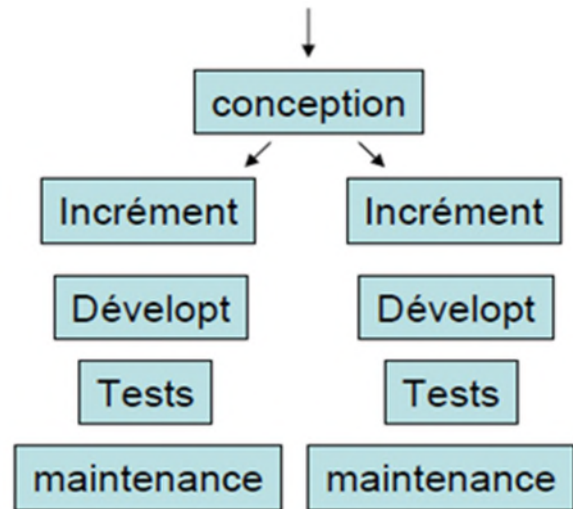 conception
Incrément
Incrément
Dévelopt
Dévelopt
Tests
Tests
maintenance
maintenance